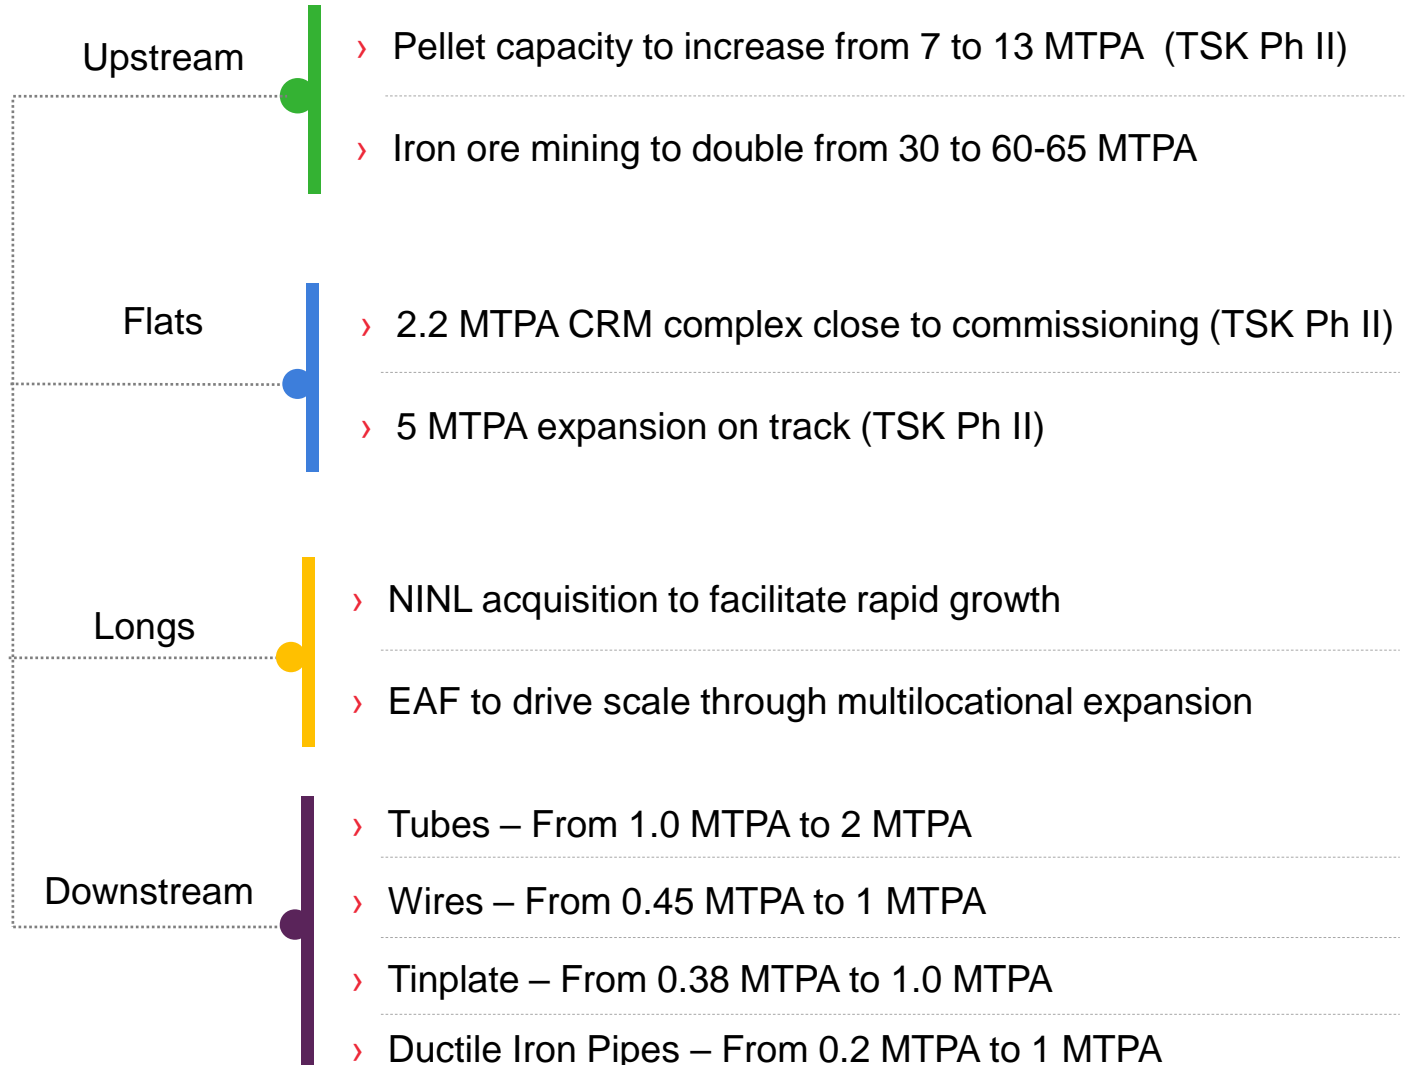 Upstream
› Pellet capacity to increase from 7 to 13 MTPA (TSK Ph II)
› Iron ore mining to double from 30 to 60-65 MTPA
Flats
› 2.2 MTPA CRM complex close to commissioning (TSK Ph II)
› 5 MTPA expansion on track (TSK Ph II)
Longs
› NINL acquisition to facilitate rapid growth
› EAF to drive scale through multilocational expansion
Downstream
› Tubes – From 1.0 MTPA to 2 MTPA
› Wires – From 0.45 MTPA to 1 MTPA
› Tinplate – From 0.38 MTPA to 1.0 MTPA
› Ductile Iron Pipes – From 0.2 MTPA to 1 MTPA